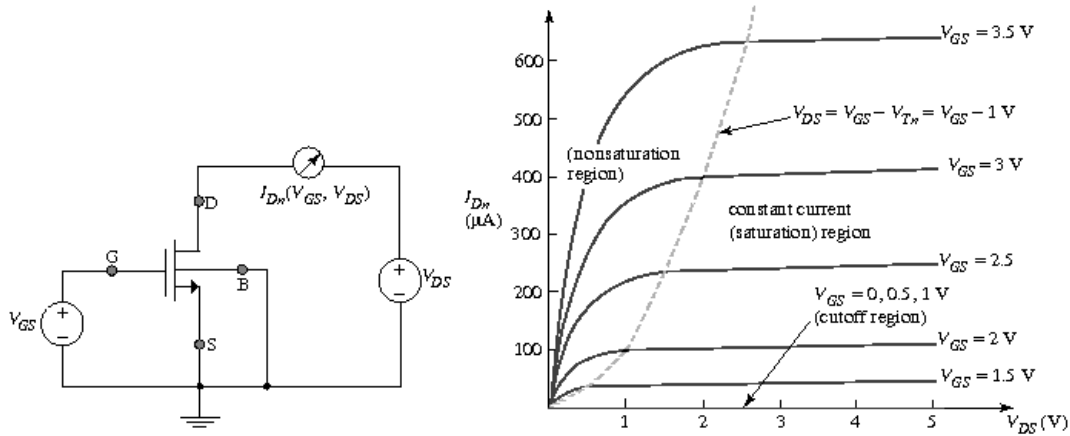 D
I_Dn(V_GS, V_DS)
G
B
V_GS
+
−
S
+
−
V_DS
I_Dn
(μA)
600
500
400
300
200
100
1
2
3
4
5
V_DS (V)
V_GS = 3.5 V
V_DS = V_GS − V_Tn = V_GS − 1 V
(nonsaturation
region)
V_GS = 3 V
constant current
(saturation) region
V_GS = 2.5
V_GS = 0, 0.5, 1 V
(cutoff region)
V_GS = 2 V
V_GS = 1.5 V